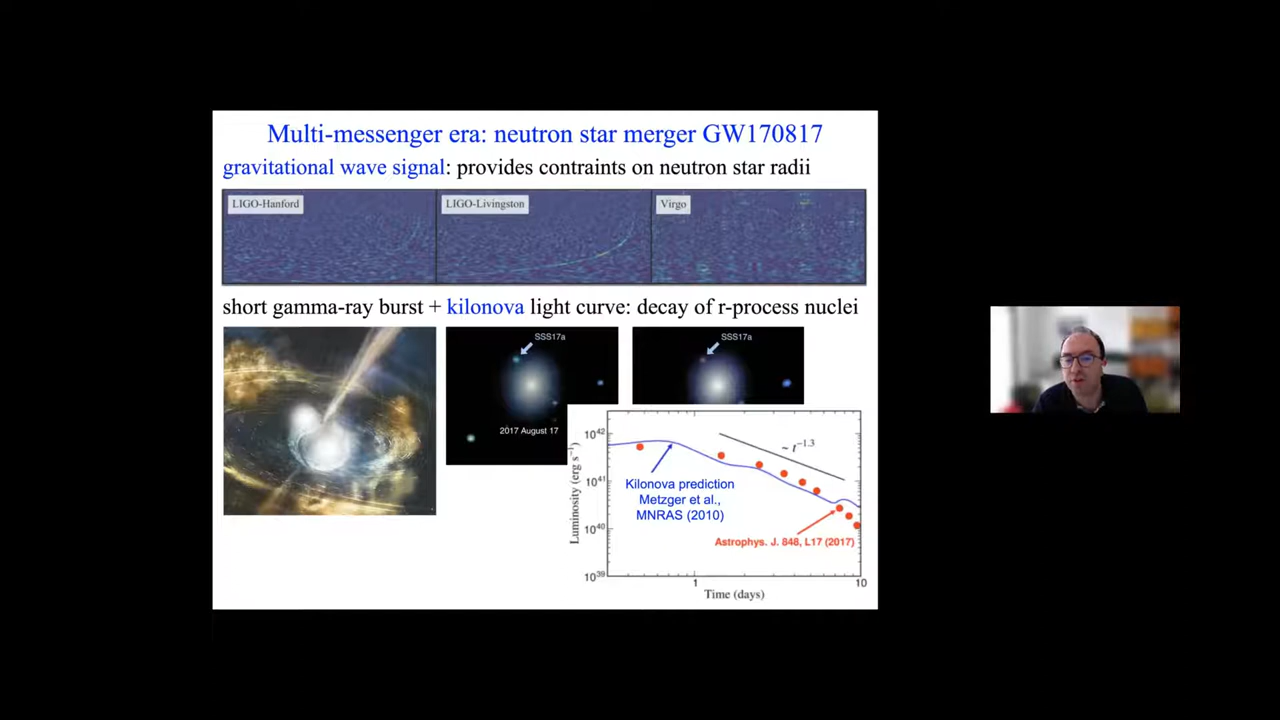 Multi-messenger era: neutron star merger GW170817
gravitational wave signal: provides contraints on neutron star radii
LIGO-Hanford
LIGO-Livingston
Virgo
short gamma-ray burst + kilonova light curve: decay of r-process nuclei
SSS17a
SSS17a
2017 August 17
10^42
10^41
10^40
10^39
Luminosity (erg s^-1)
~ t^-1.3
Kilonova prediction
Metzger et al.,
MNRAS (2010)
Astrophys. J. 848, L17 (2017)
1
10
Time (days)